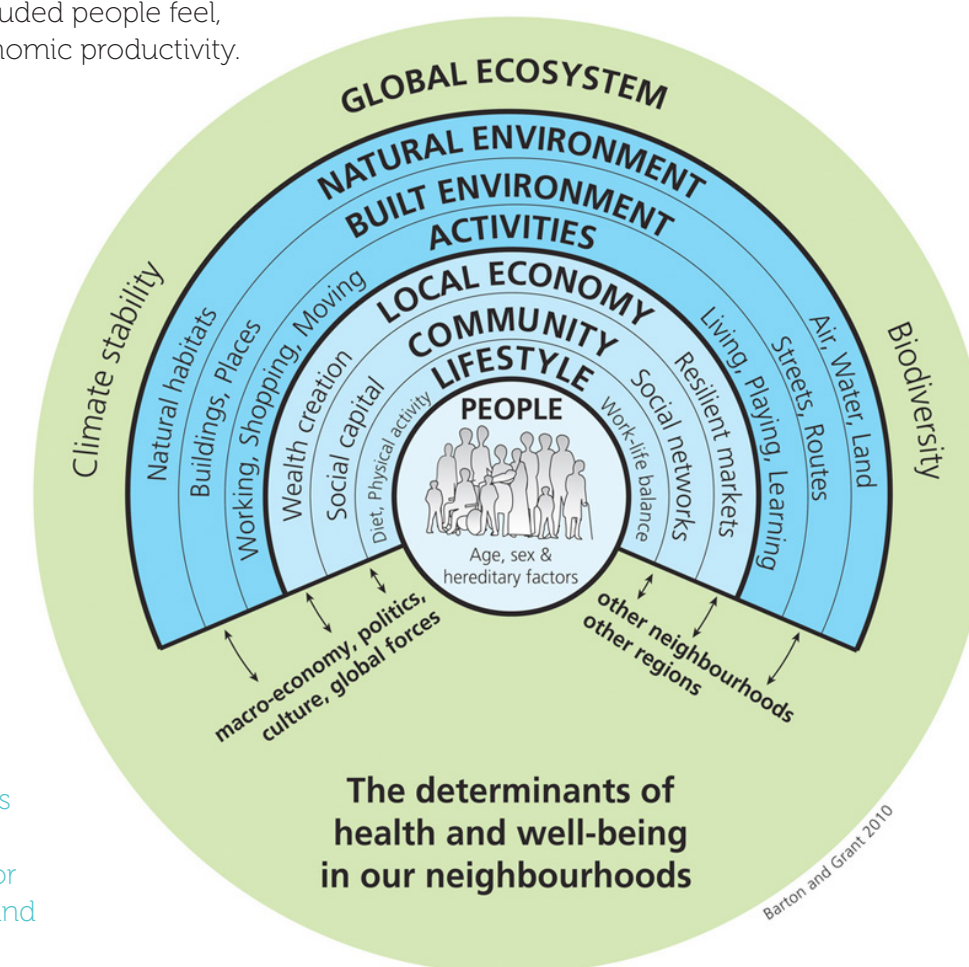 uded people feel,
nomic productivity.
GLOBAL ECOSYSTEM
NATURAL ENVIRONMENT
BUILT ENVIRONMENT
ACTIVITIES
LOCAL ECONOMY
COMMUNITY
LIFESTYLE
PEOPLE
Age, sex &
hereditary factors
Climate stability
Natural habitats
Buildings, Places
Working, Shopping, Moving
Wealth creation
Social capital
Diet, Physical activity
Work-life balance
Social networks
Resilient markets
Living, Playing, Learning
Streets, Routes
Air, Water, Land
Biodiversity
macro-economy, politics,
culture, global forces
other neighbourhoods
other regions
The determinants of
health and well-being
in our neighbourhoods
Barton and Grant 2010
s
or
and